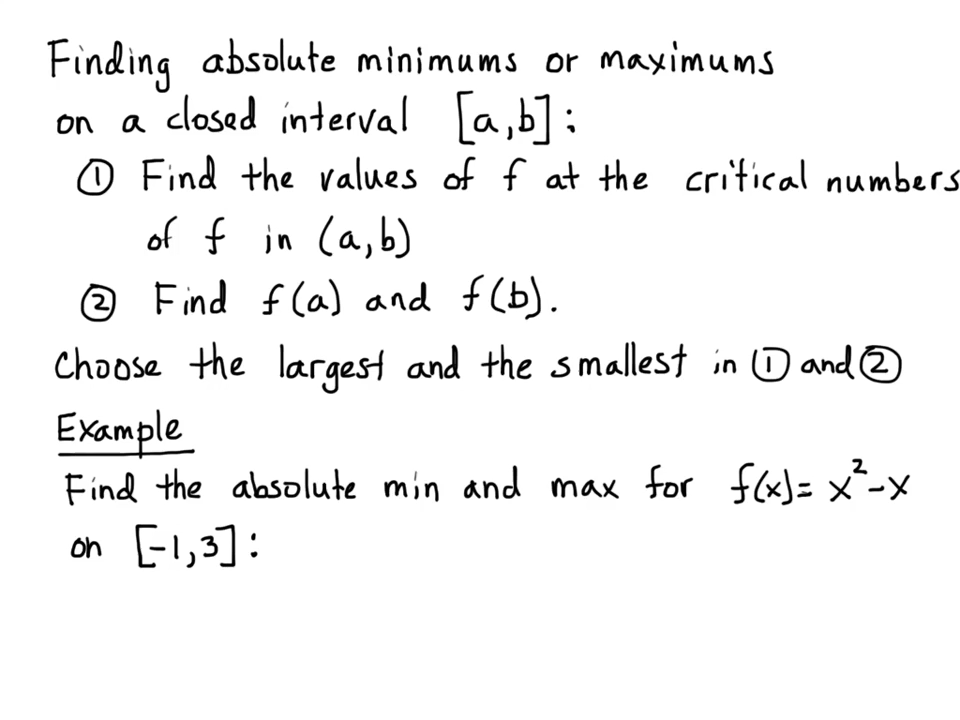 Finding absolute minimums or maximums
on a closed interval [a,b]:
① Find the values of f at the critical numbers
of f in (a,b)
② Find f(a) and f(b).
Choose the largest and the smallest in ① and ②
Example
Find the absolute min and max for f(x)= x²-x
on [-1,3]: